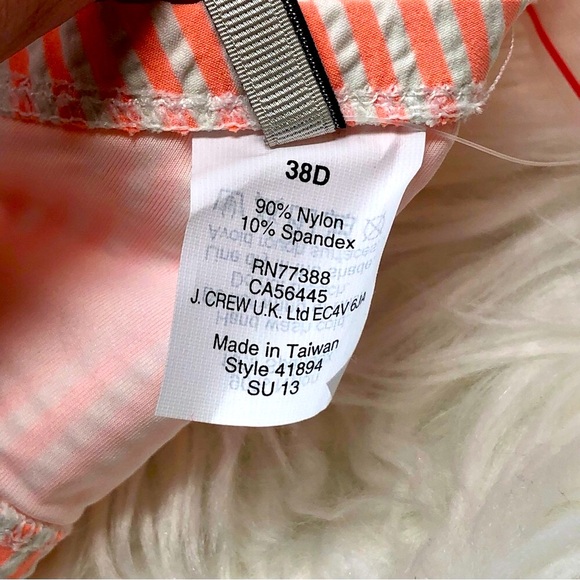 38D
90% Nylon
10% Spandex
RN77388
CA56445
J. CREW U.K. Ltd EC4V 6JA
Made in Taiwan
Style 41894
SU 13